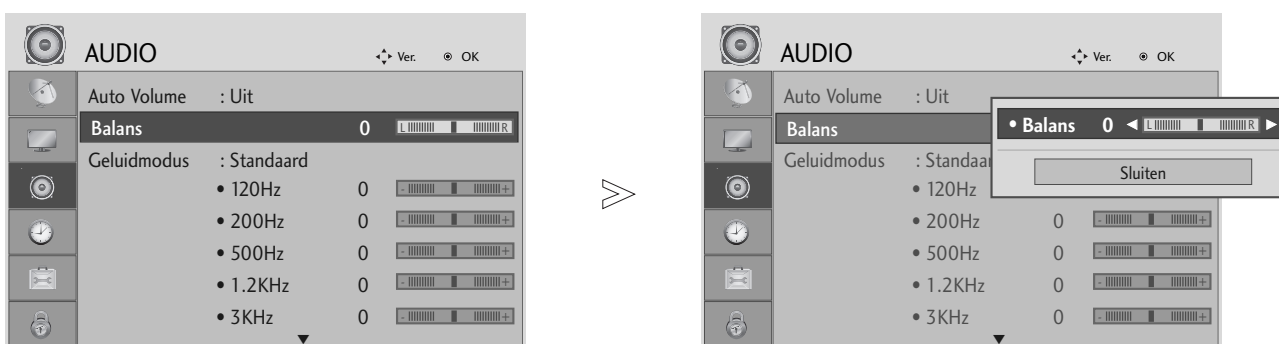 AUDIO Ver. OK
Auto Volume : Uit
Balans 0 L R
Geluidmodus : Standaard
• 120Hz 0 - +
• 200Hz 0 - +
• 500Hz 0 - +
• 1.2KHz 0 - +
• 3KHz 0 - +
AUDIO Ver. OK
Auto Volume : Uit
Balans
• Balans 0 L R
Sluiten
Geluidmodus : Standaar
• 120Hz
• 200Hz 0 - +
• 500Hz 0 - +
• 1.2KHz 0 - +
• 3KHz 0 - +